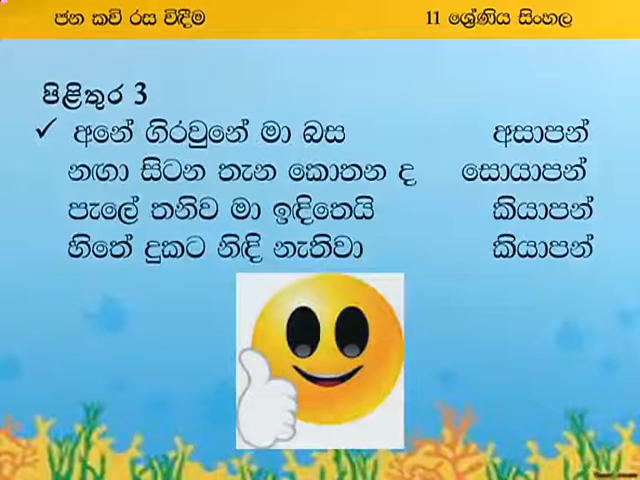 ජන කවි රස විඳීම 11 ශ්‍රේණිය සිංහල
පිළිතුර 3
✓ අනේ ගිරවුනේ මා බස අසාපන්
නඟා සිටන තැන කොතන ද සොයාපන්
පැලේ තනිව මා ඉඳිතෙයි කියාපන්
හිතේ දුකට නිඳි නැතිවා කියාපන්